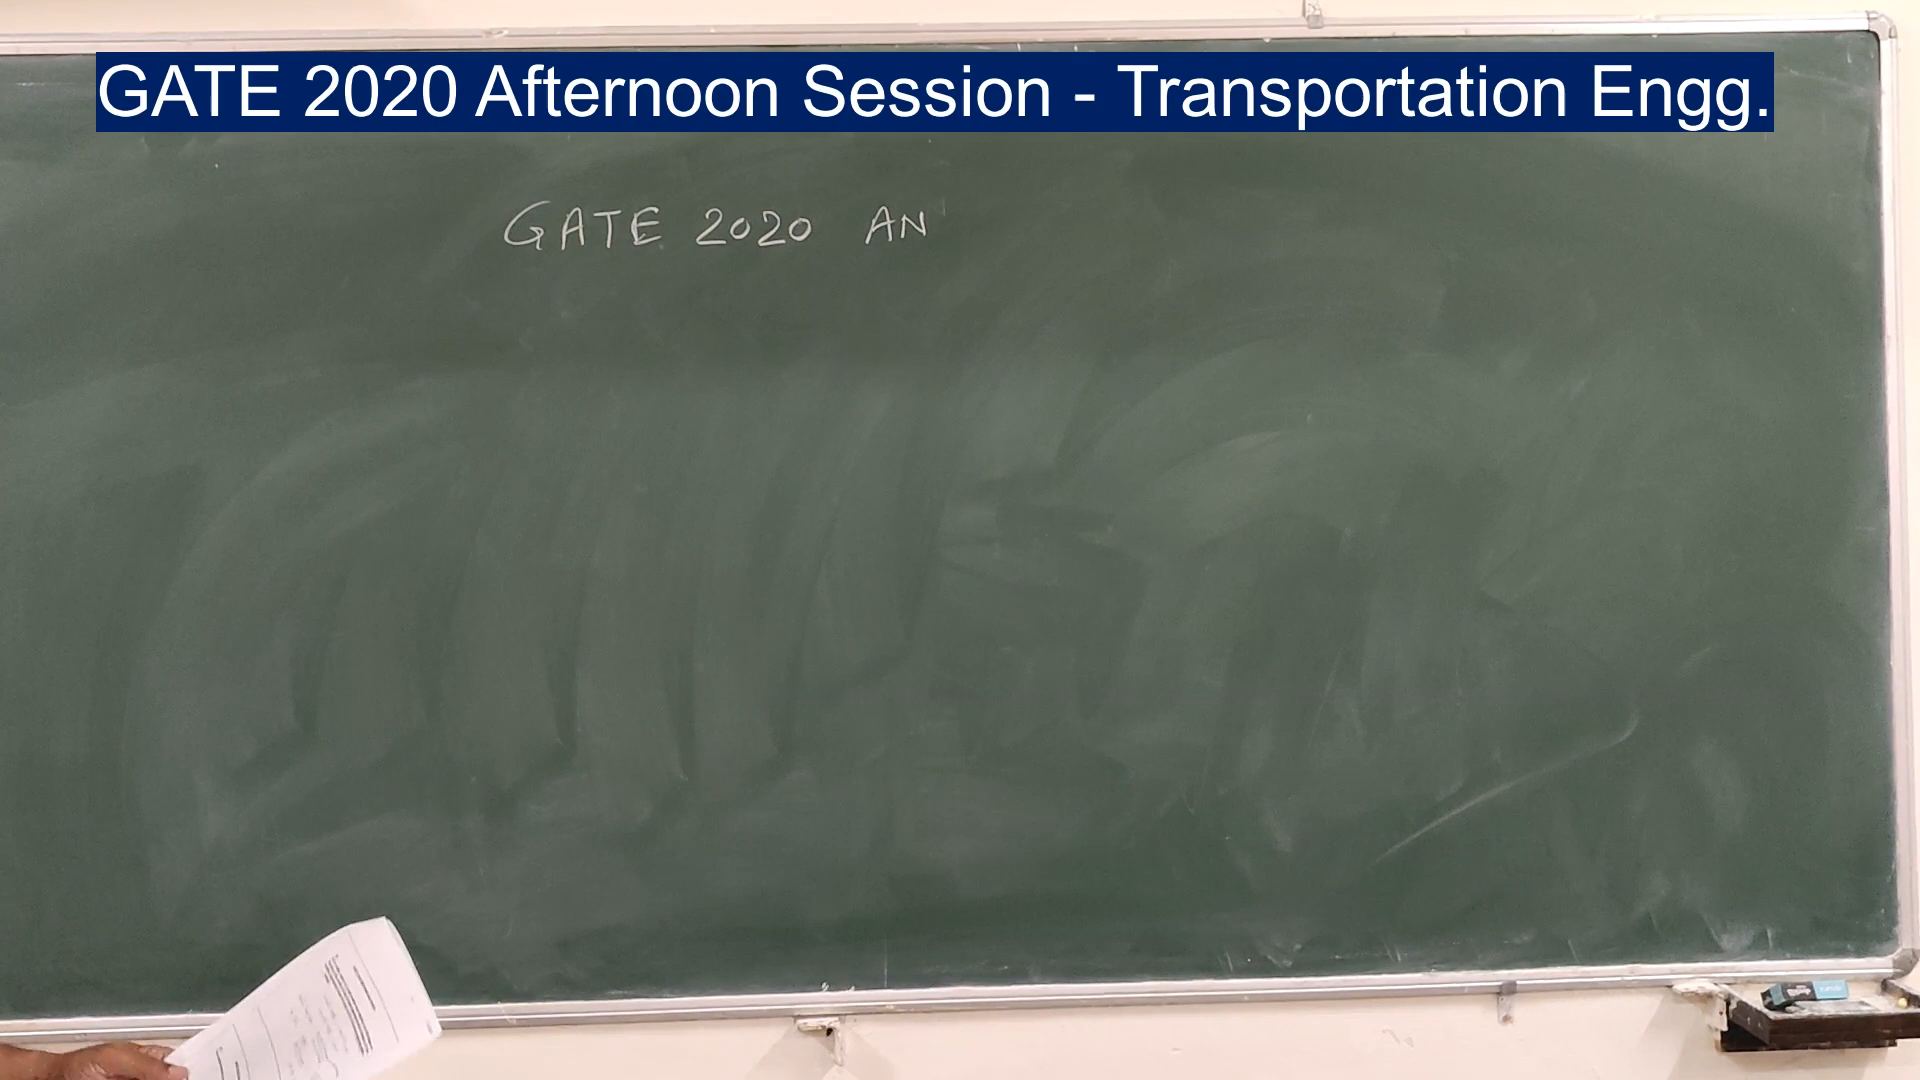 GATE 2020 Afternoon Session - Transportation Engg.
GATE 2020 AN